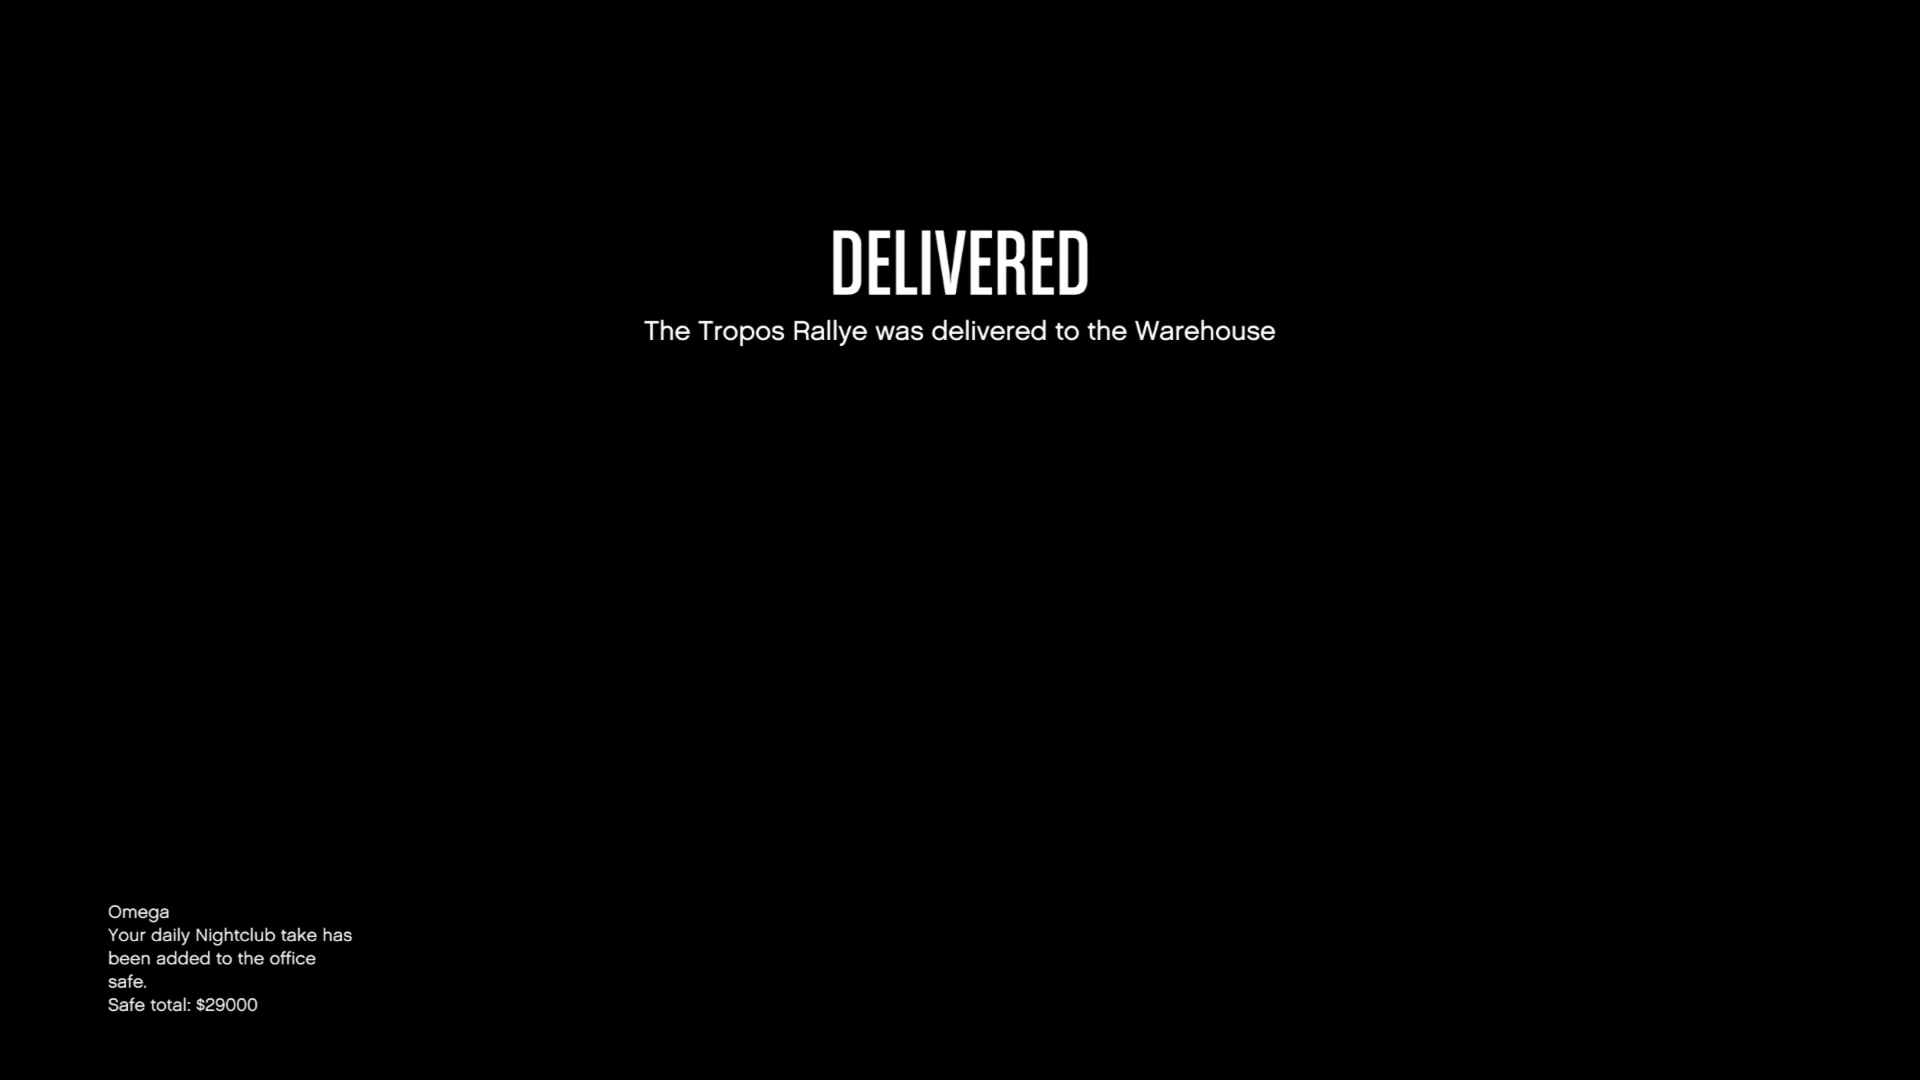 DELIVERED
The Tropos Rallye was delivered to the Warehouse
Omega
Your daily Nightclub take has
been added to the office
safe.
Safe total: $29000